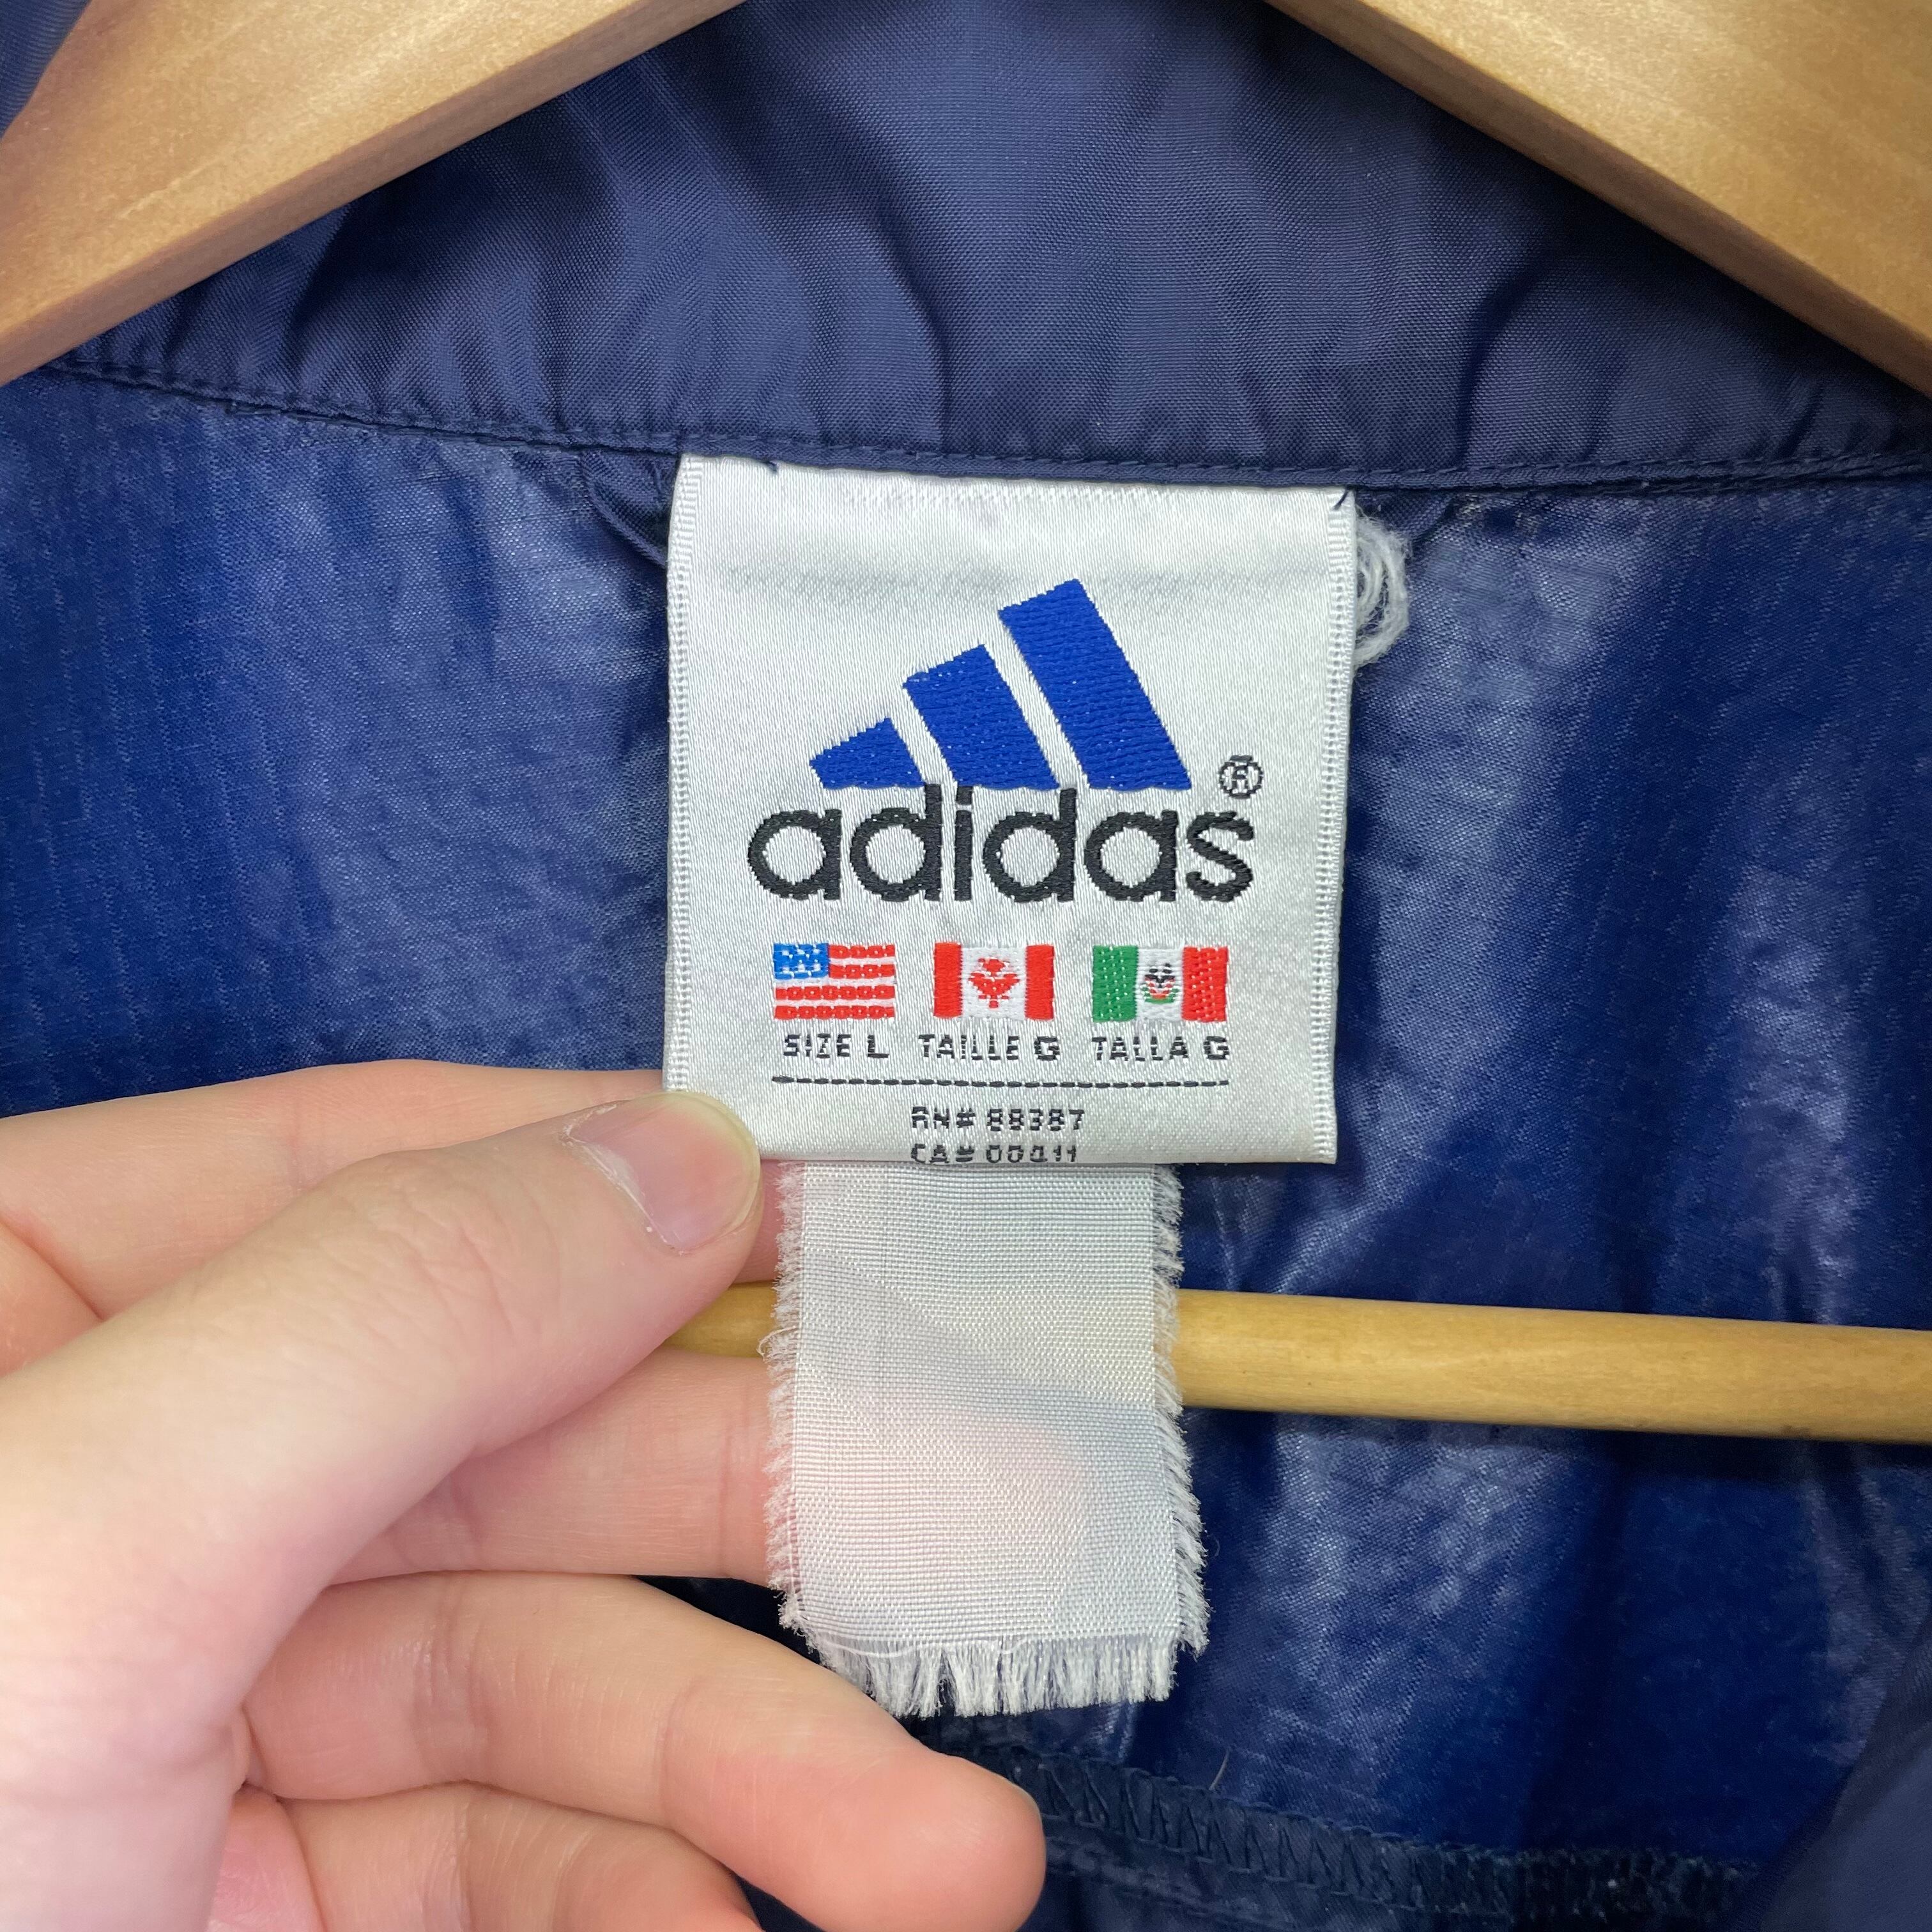 adidas®
SIZE L TAILLE G TALLA G
RN# 88387
CA# 00411